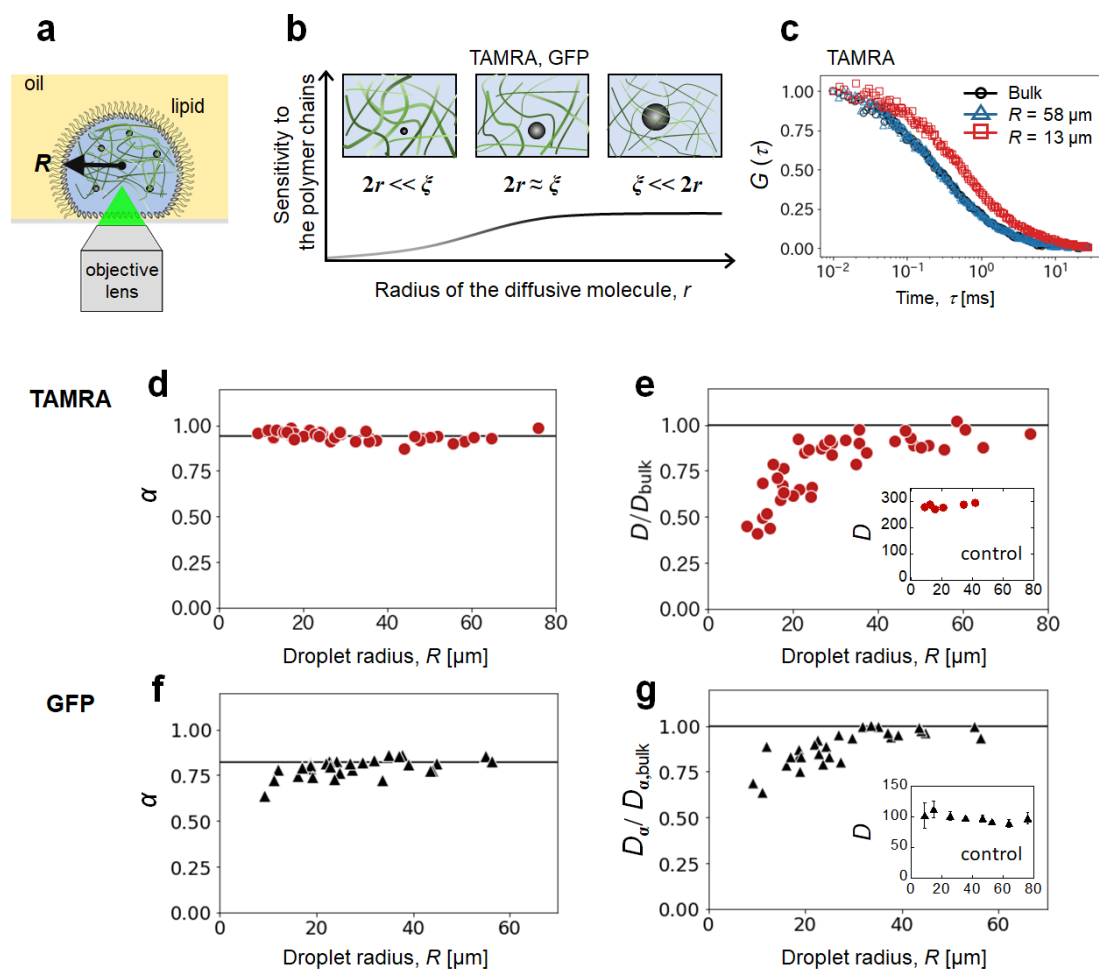 a
oil
lipid
R
objective
lens
b
TAMRA, GFP
Sensitivity to
the polymer chains
2r << ξ
2r ≈ ξ
ξ << 2r
Radius of the diffusive molecule, r
c
TAMRA
G (τ)
1.00
0.75
0.50
0.25
0.00
Bulk
R = 58 μm
R = 13 μm
10⁻² 10⁻¹ 10⁰ 10¹
Time, τ [ms]
TAMRA
d
α
1.00
0.75
0.50
0.25
0.00
0 20 40 60 80
Droplet radius, R [μm]
e
D/D_bulk
1.00
0.75
0.50
0.25
0.00
0 20 40 60 80
Droplet radius, R [μm]
D
300
200
100
0
0 20 40 60 80
control
GFP
f
α
1.00
0.75
0.50
0.25
0.00
0 20 40 60
Droplet radius, R [μm]
g
D_α/ D_α,bulk
1.00
0.75
0.50
0.25
0.00
0 20 40 60
Droplet radius, R [μm]
D
150
100
50
0
0 20 40 60 80
control